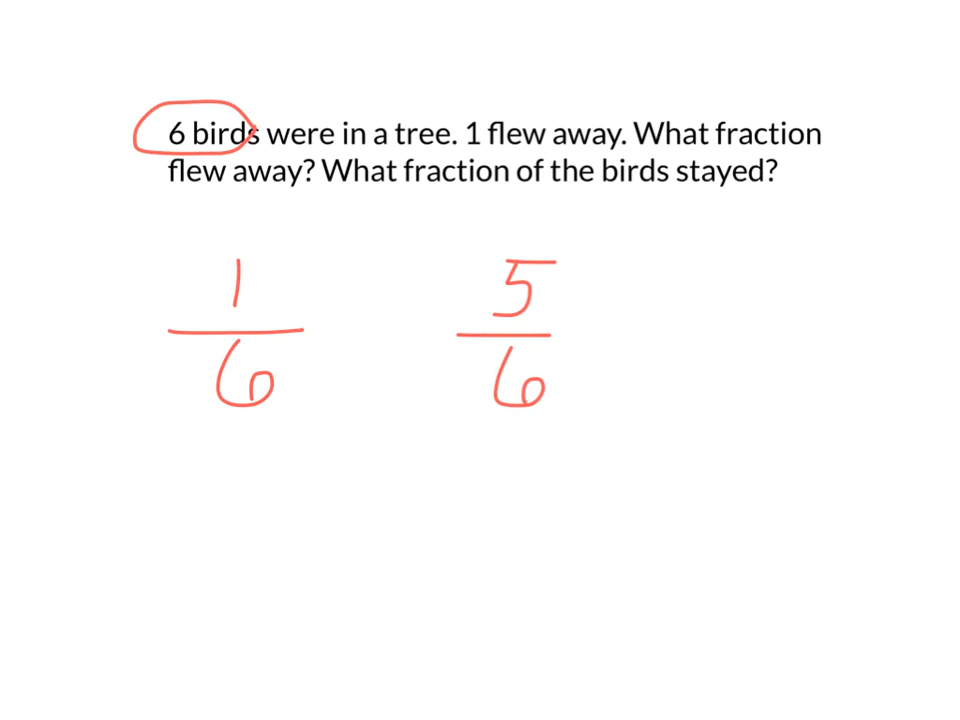 6 birds were in a tree. 1 flew away. What fraction
flew away? What fraction of the birds stayed?
1 5
6 6